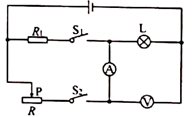 R₁ S₁ L
A
P S₂ V
R